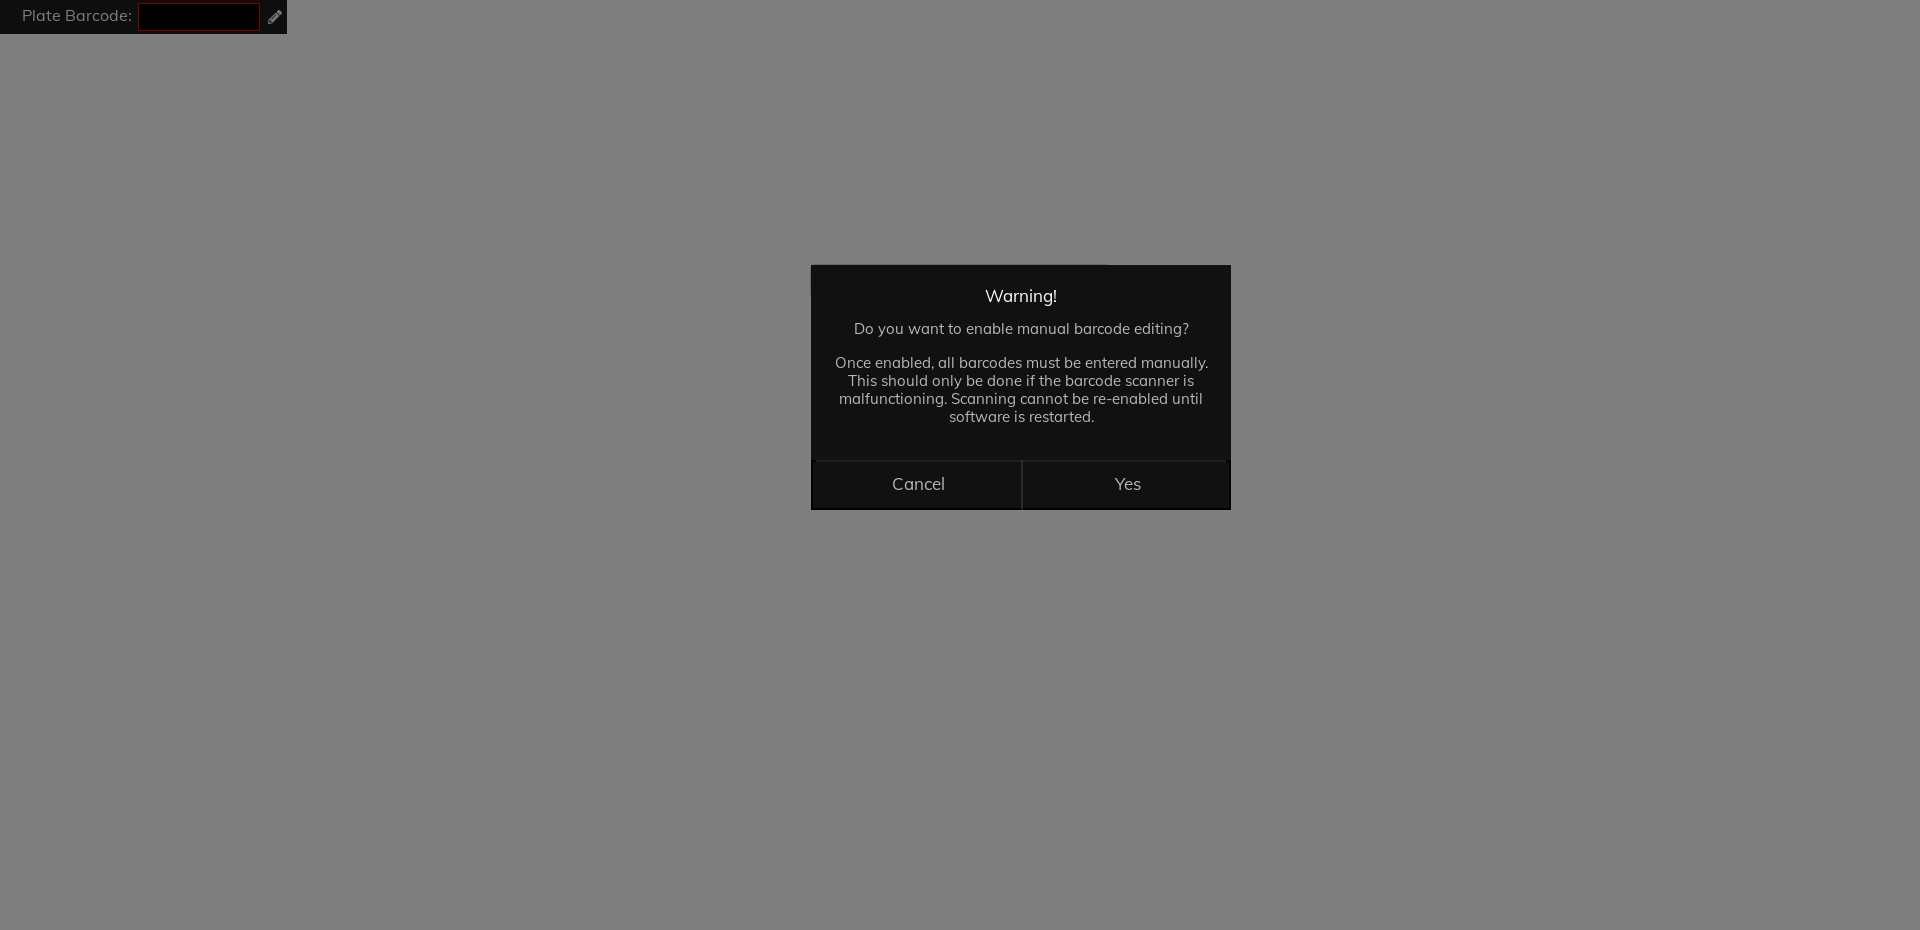 Plate Barcode:
Warning!
Do you want to enable manual barcode editing?
Once enabled, all barcodes must be entered manually.
This should only be done if the barcode scanner is
malfunctioning. Scanning cannot be re-enabled until
software is restarted.
Cancel
Yes